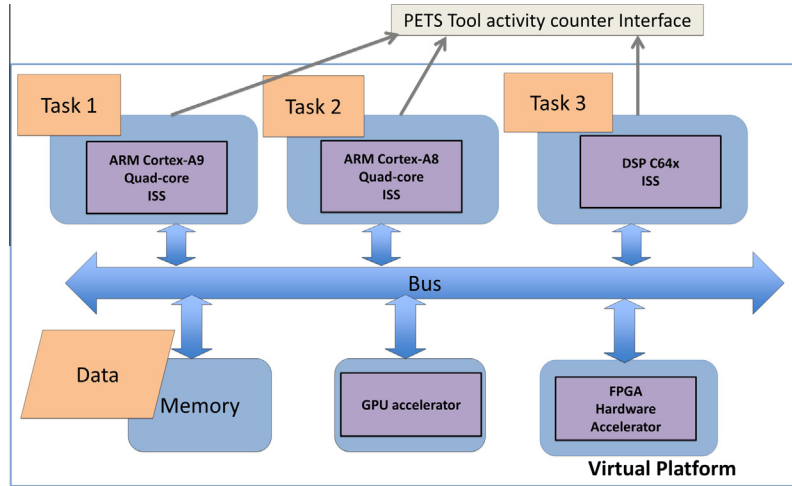 PETS Tool activity counter Interface
Task 1
Task 2
Task 3
ARM Cortex-A9
Quad-core
ISS
ARM Cortex-A8
Quad-core
ISS
DSP C64x
ISS
Bus
Data
Memory
GPU accelerator
FPGA
Hardware
Accelerator
Virtual Platform